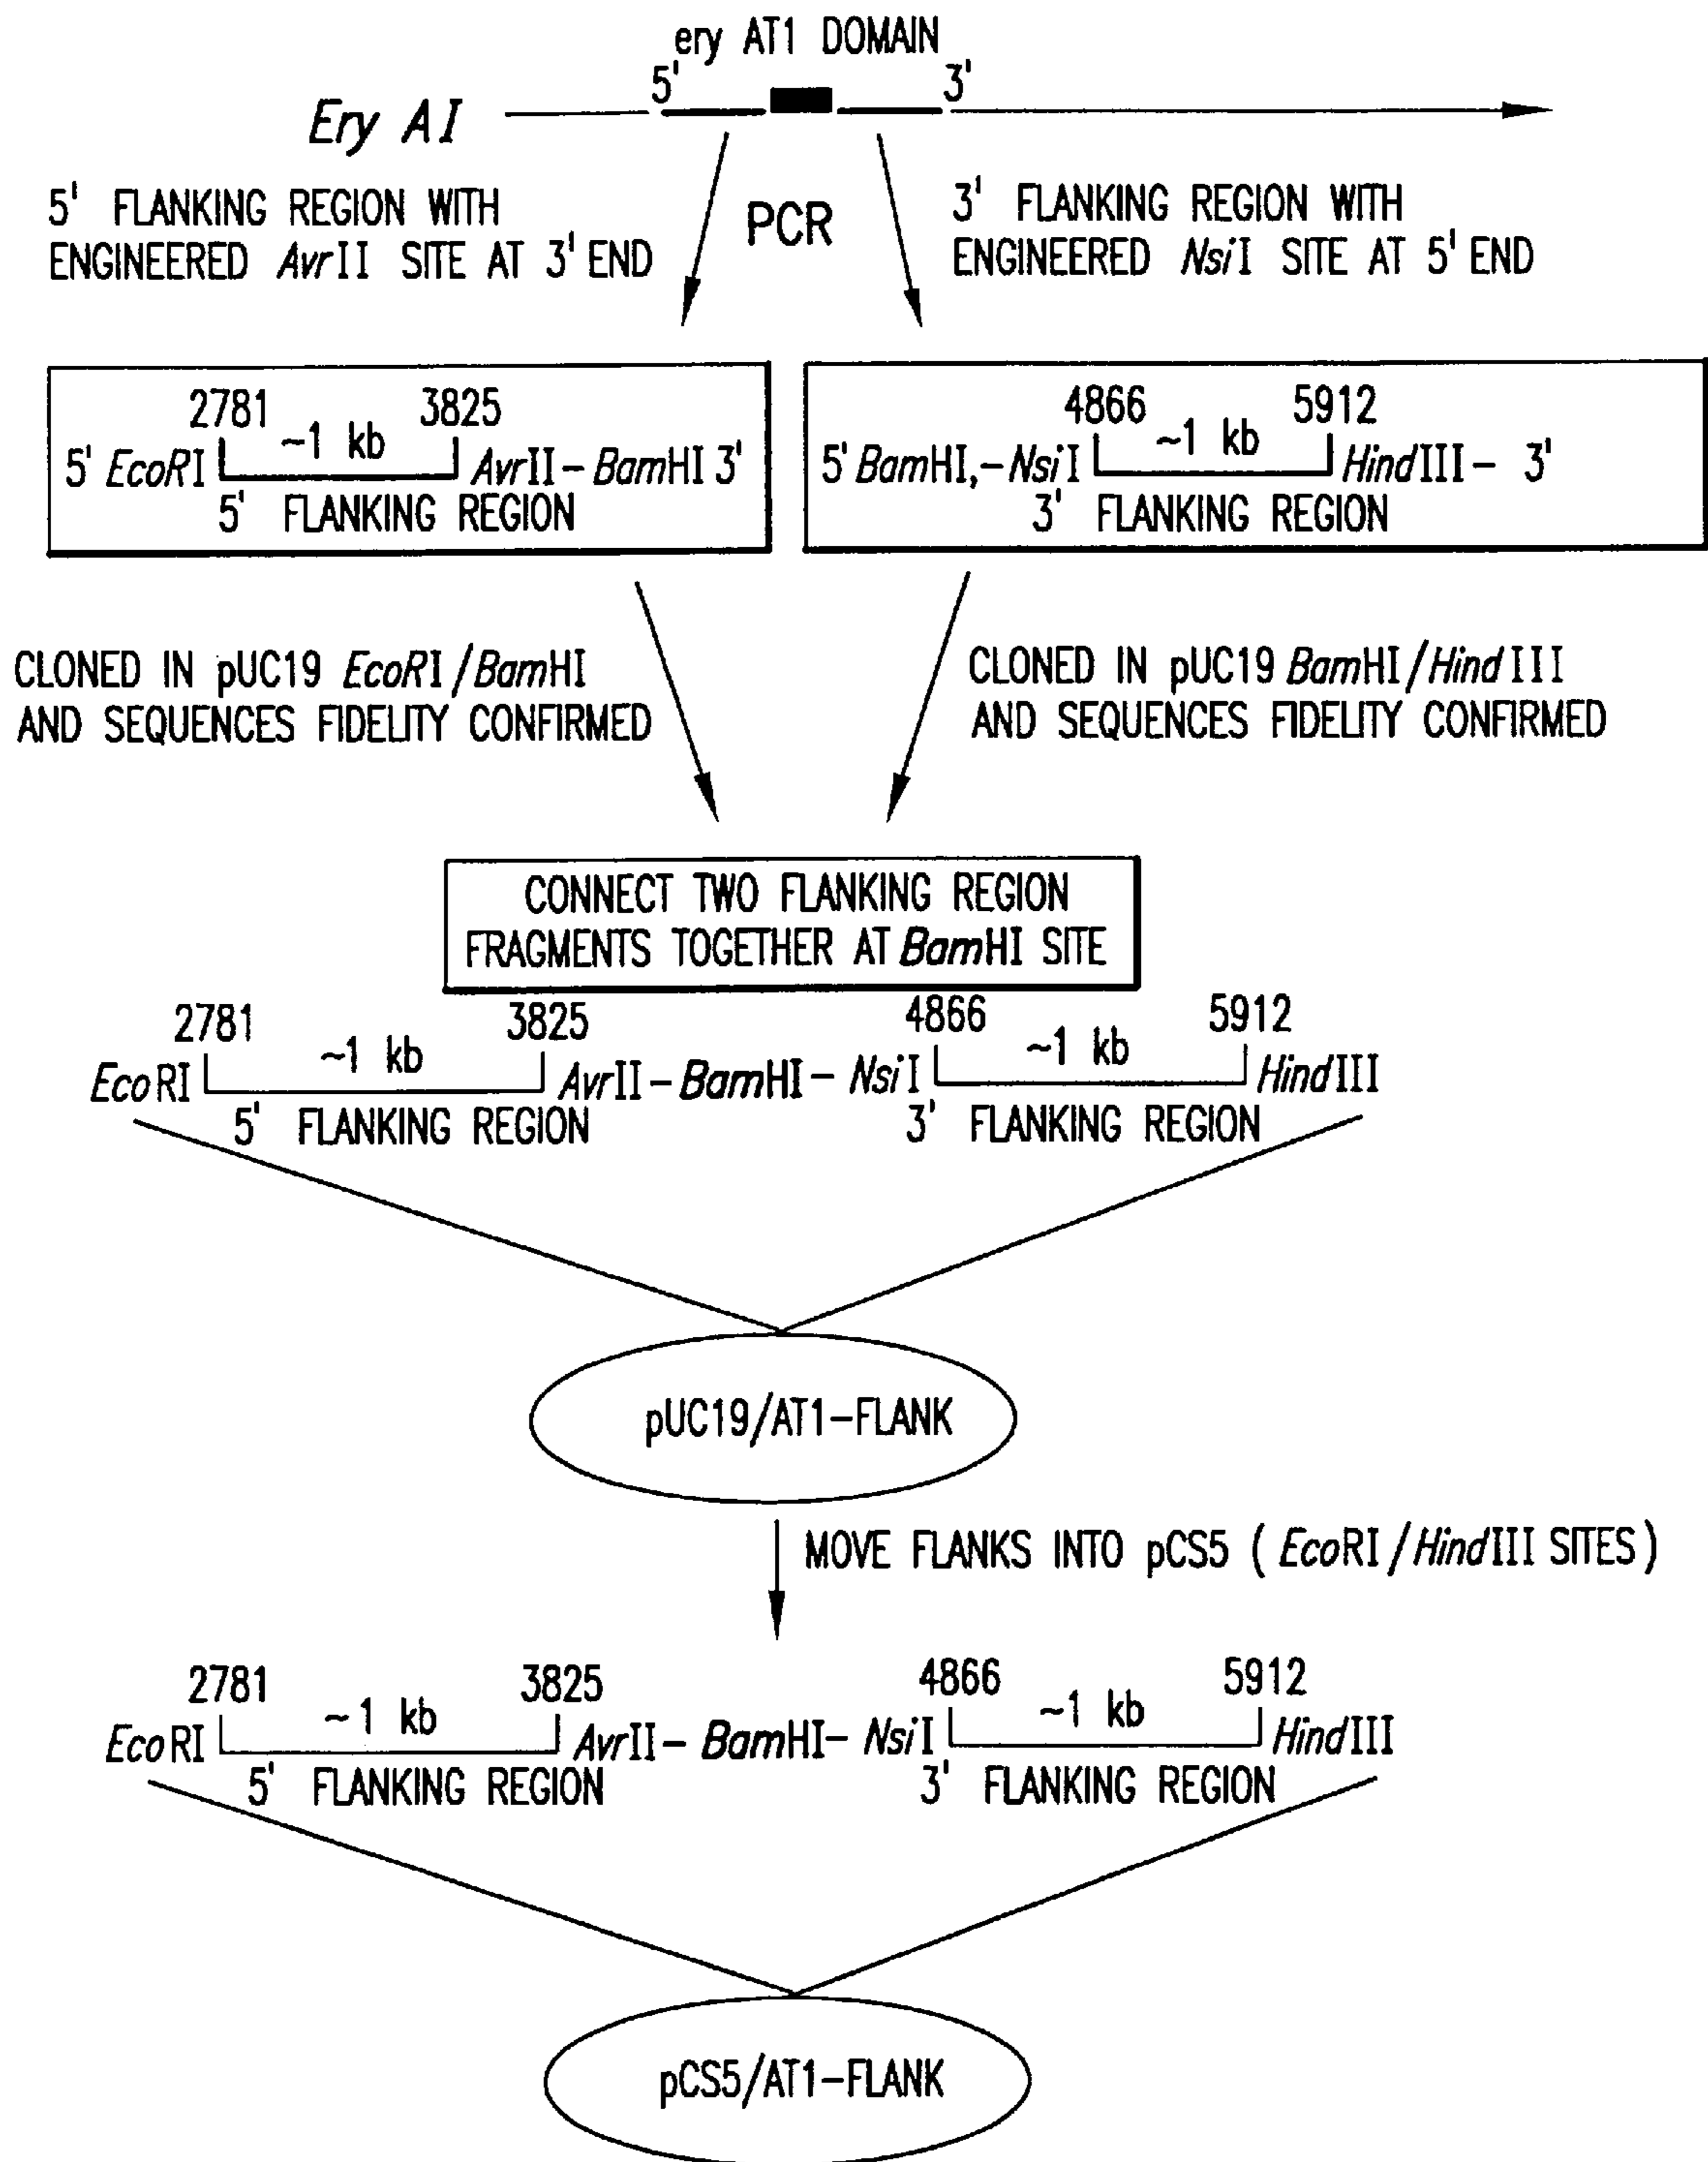 ery AT1 DOMAIN
5' 3'
Ery AI
5' FLANKING REGION WITH
ENGINEERED AvrII SITE AT 3' END
PCR
3' FLANKING REGION WITH
ENGINEERED NsiI SITE AT 5' END
2781 ~1 kb 3825
5' EcoRI AvrII-BamHI 3'
5' FLANKING REGION
4866 ~1 kb 5912
5' BamHI,-NsiI HindIII- 3'
3' FLANKING REGION
CLONED IN pUC19 EcoRI/BamHI
AND SEQUENCES FIDELITY CONFIRMED
CLONED IN pUC19 BamHI/HindIII
AND SEQUENCES FIDELITY CONFIRMED
CONNECT TWO FLANKING REGION
FRAGMENTS TOGETHER AT BamHI SITE
2781 ~1 kb 3825 4866 ~1 kb 5912
EcoRI AvrII-BamHI-NsiI HindIII
5' FLANKING REGION 3' FLANKING REGION
pUC19/AT1-FLANK
MOVE FLANKS INTO pCS5 (EcoRI/HindIII SITES)
2781 ~1 kb 3825 4866 ~1 kb 5912
EcoRI AvrII-BamHI-NsiI HindIII
5' FLANKING REGION 3' FLANKING REGION
pCS5/AT1-FLANK